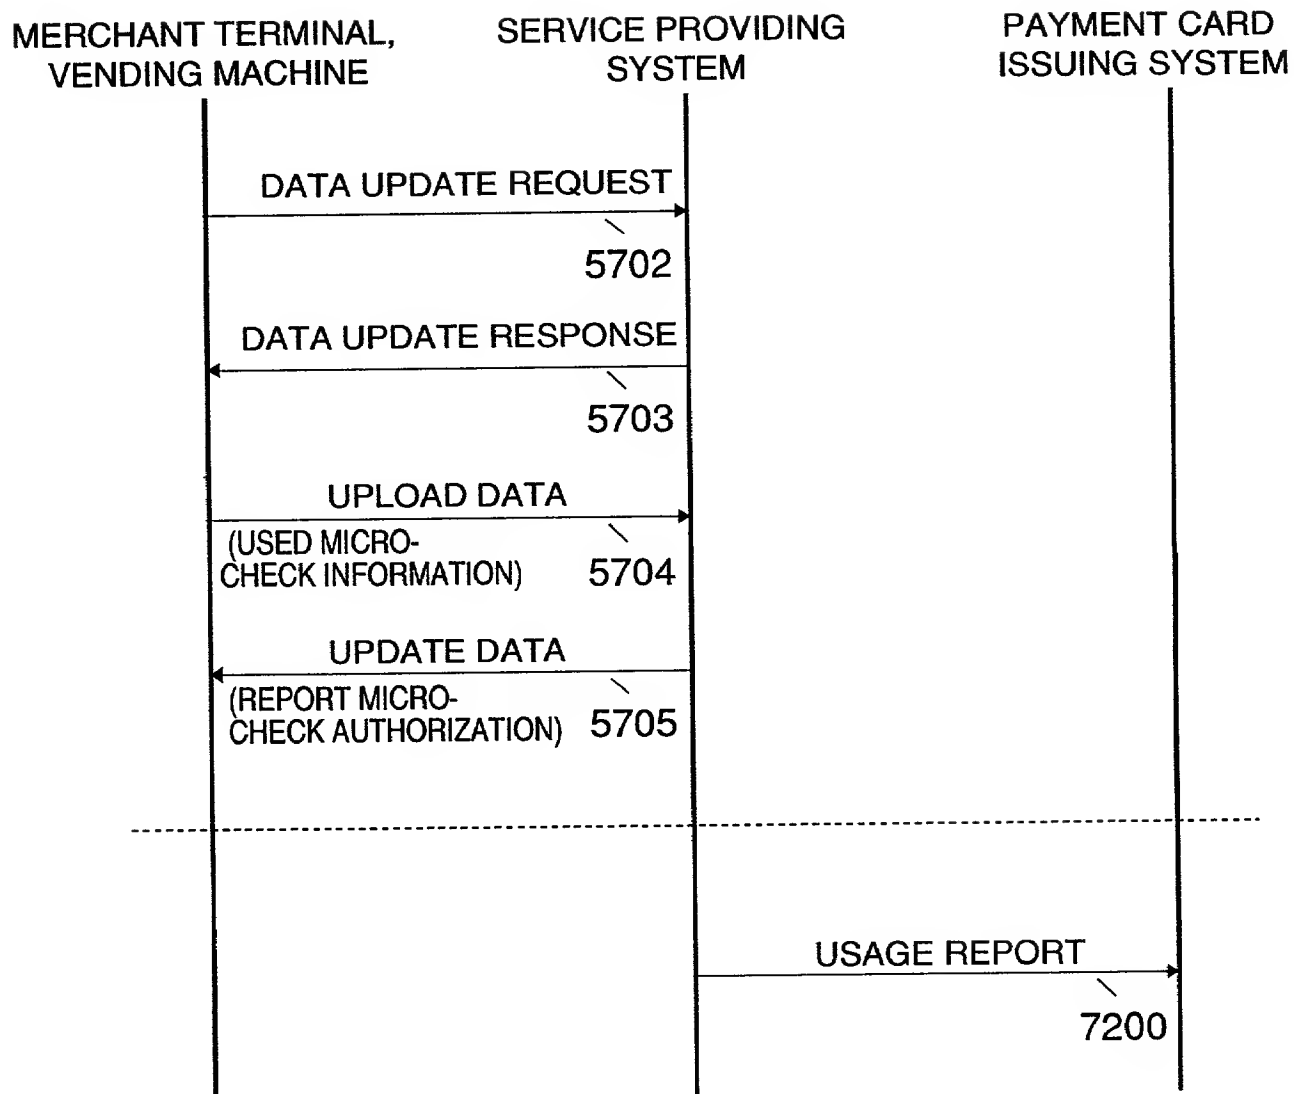 MERCHANT TERMINAL,
VENDING MACHINE
SERVICE PROVIDING
SYSTEM
PAYMENT CARD
ISSUING SYSTEM
DATA UPDATE REQUEST
5702
DATA UPDATE RESPONSE
5703
UPLOAD DATA
(USED MICRO-
CHECK INFORMATION)
5704
UPDATE DATA
(REPORT MICRO-
CHECK AUTHORIZATION)
5705
USAGE REPORT
7200